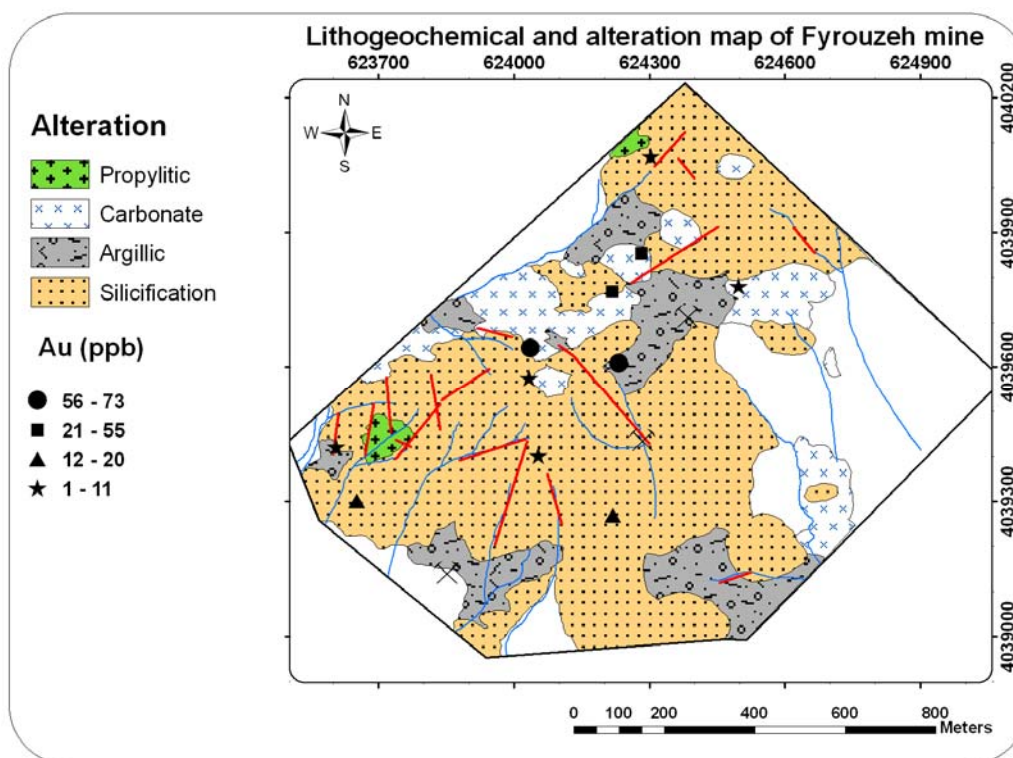 Lithogeochemical and alteration map of Fyrouzeh mine
623700 624000 624300 624600 624900
N
W E
S
Alteration
Propylitic
Carbonate
Argillic
Silicification
Au (ppb)
56 - 73
21 - 55
12 - 20
1 - 11
4040200
4039900
4039600
4039300
4039000
0 100 200 400 600 800
Meters